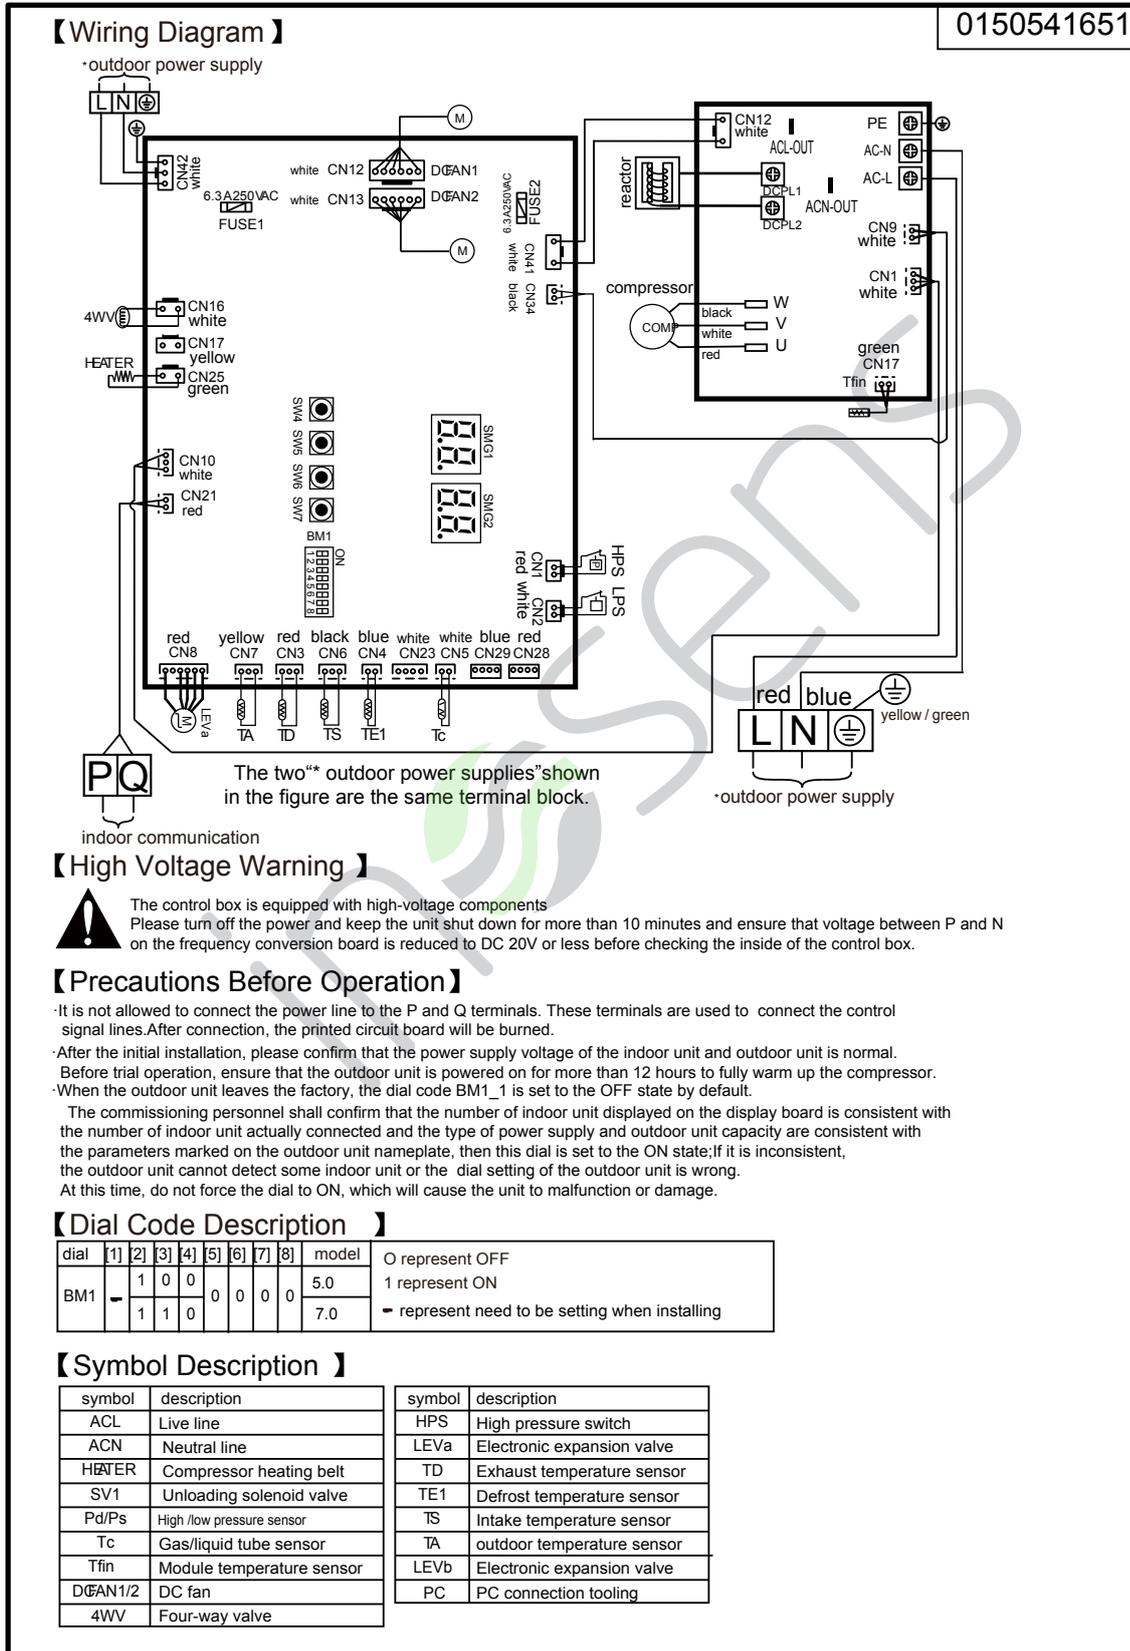 【Wiring Diagram】
0150541651
*outdoor power supply
L N
CN42
white
6.3A250VAC
FUSE1
white CN12 DCFAN1
white CN13 DCFAN2
M
M
6.3A250VAC
FUSE2
CN41
white
CN34
black
4WV
CN16
white
CN17
yellow
HEATER
CN25
green
CN10
white
CN21
red
SW4
SW5
SW6
SW7
BM1
ON
1 2 3 4 5 6 7 8
SMG1
SMG2
CN1
red
HPS
P
CN2
white
LPS
red
CN8
yellow
CN7
red
CN3
black
CN6
blue
CN4
white
CN23
white
CN5
blue
CN29
red
CN28
M
LEVa
TA TD TS TE1 Tc
P Q
indoor communication
reactor
CN12
white
ACL-OUT
DCPL1
ACN-OUT
DCPL2
PE
AC-N
AC-L
CN9
white
CN1
white
compressor
COMP
black
W
white
V
red
U
green
CN17
Tfin
red blue
yellow / green
L N
*outdoor power supply
The two“* outdoor power supplies”shown
in the figure are the same terminal block.
insens
【High Voltage Warning 】
The control box is equipped with high-voltage components
Please turn off the power and keep the unit shut down for more than 10 minutes and ensure that voltage between P and N
on the frequency conversion board is reduced to DC 20V or less before checking the inside of the control box.
【Precautions Before Operation】
·It is not allowed to connect the power line to the P and Q terminals. These terminals are used to connect the control
signal lines.After connection, the printed circuit board will be burned.
·After the initial installation, please confirm that the power supply voltage of the indoor unit and outdoor unit is normal.
Before trial operation, ensure that the outdoor unit is powered on for more than 12 hours to fully warm up the compressor.
·When the outdoor unit leaves the factory, the dial code BM1_1 is set to the OFF state by default.
The commissioning personnel shall confirm that the number of indoor unit displayed on the display board is consistent with
the number of indoor unit actually connected and the type of power supply and outdoor unit capacity are consistent with
the parameters marked on the outdoor unit nameplate, then this dial is set to the ON state;If it is inconsistent,
the outdoor unit cannot detect some indoor unit or the dial setting of the outdoor unit is wrong.
At this time, do not force the dial to ON, which will cause the unit to malfunction or damage.
【Dial Code Description 】
dial [1] [2] [3] [4] [5] [6] [7] [8] model
BM1 - 1 0 0 0 0 0 0 5.0
1 1 0 7.0
O represent OFF
1 represent ON
- represent need to be setting when installing
【Symbol Description 】
symbol description
ACL Live line
ACN Neutral line
HEATER Compressor heating belt
SV1 Unloading solenoid valve
Pd/Ps High /low pressure sensor
Tc Gas/liquid tube sensor
Tfin Module temperature sensor
DCFAN1/2 DC fan
4WV Four-way valve
symbol description
HPS High pressure switch
LEVa Electronic expansion valve
TD Exhaust temperature sensor
TE1 Defrost temperature sensor
TS Intake temperature sensor
TA outdoor temperature sensor
LEVb Electronic expansion valve
PC PC connection tooling